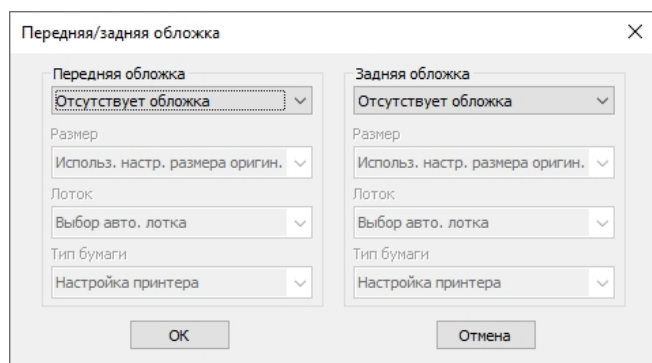 Передняя/задняя обложка
Передняя обложка
Отсутствует обложка
Размер
Использ. настр. размера оригин.
Лоток
Выбор авто. лотка
Тип бумаги
Настройка принтера
Задняя обложка
Отсутствует обложка
Размер
Использ. настр. размера оригин.
Лоток
Выбор авто. лотка
Тип бумаги
Настройка принтера
ОК
Отмена